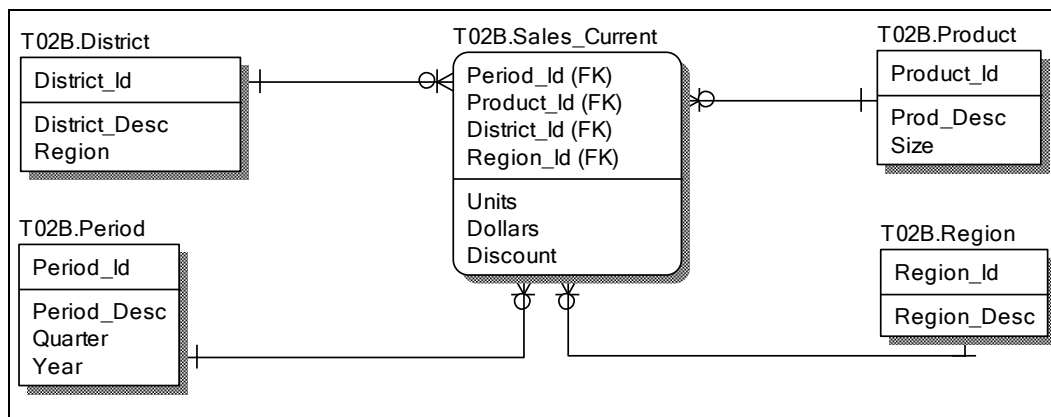 T02B.District
District_Id
District_Desc
Region
T02B.Period
Period_Id
Period_Desc
Quarter
Year
T02B.Sales_Current
Period_Id (FK)
Product_Id (FK)
District_Id (FK)
Region_Id (FK)
Units
Dollars
Discount
T02B.Product
Product_Id
Prod_Desc
Size
T02B.Region
Region_Id
Region_Desc